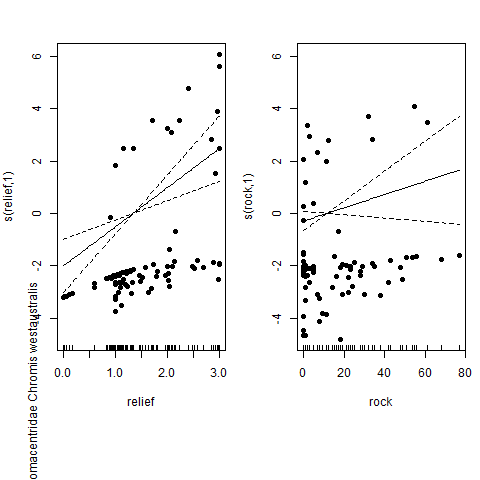 omacentridae Chromis westaustralis
s(relief,1)
6
4
2
0
-2
-4
0.0 1.0 2.0 3.0
relief
s(rock,1)
6
4
2
0
-2
-4
0 20 40 60 80
rock